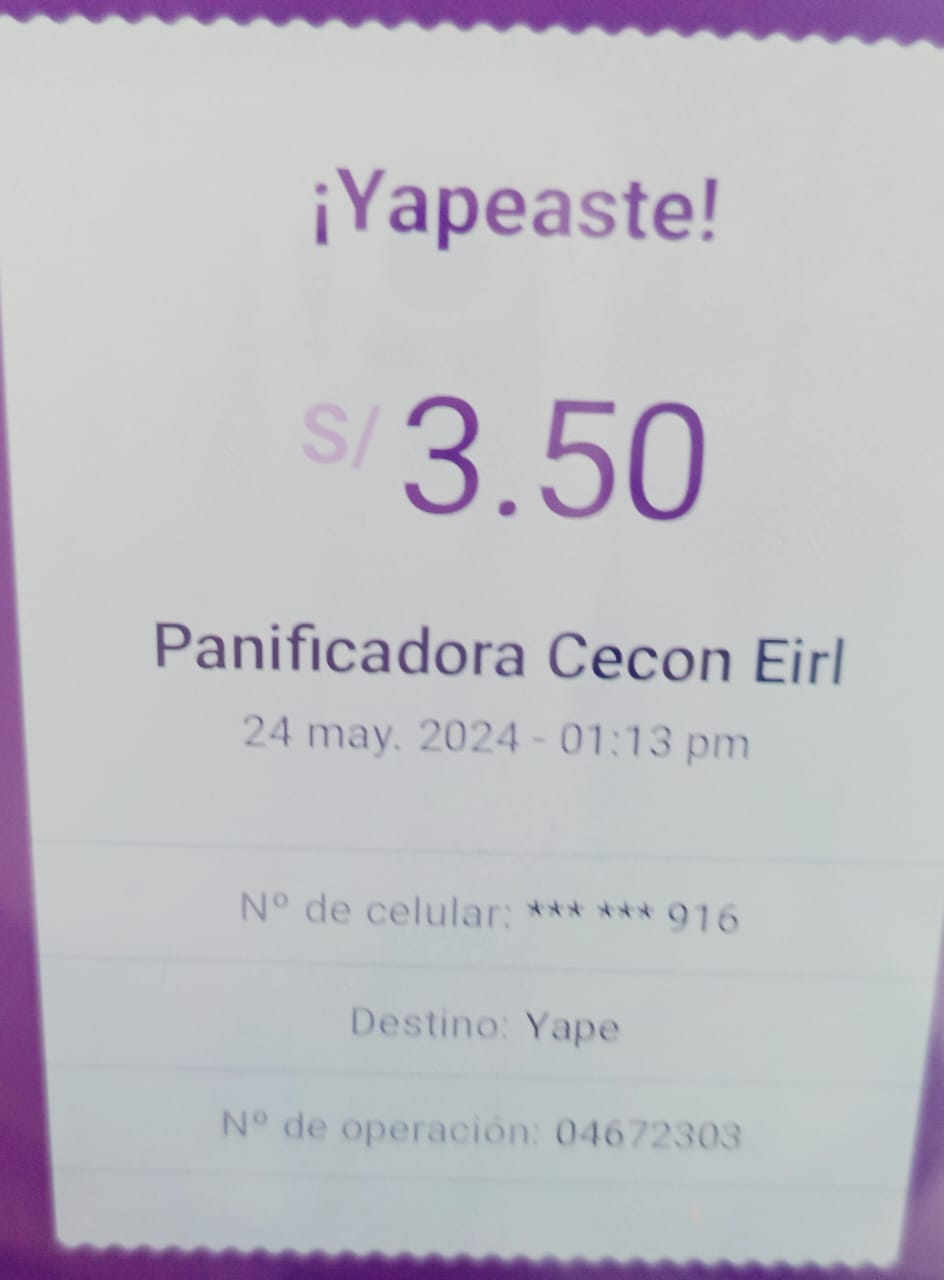 ¡Yapeaste!
S/ 3.50
Panificadora Cecon Eirl
24 may. 2024 - 01:13 pm
Nº de celular: *** *** 916
Destino: Yape
Nº de operación: 04672303